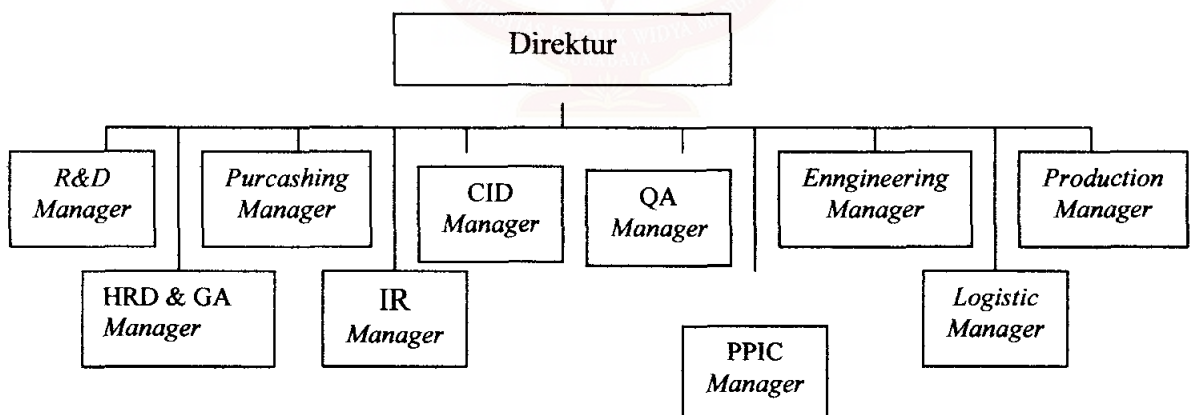 Direktur
R&D
Manager
Purcashing
Manager
CID
Manager
QA
Manager
Enngineering
Manager
Production
Manager
HRD & GA
Manager
IR
Manager
PPIC
Manager
Logistic
Manager